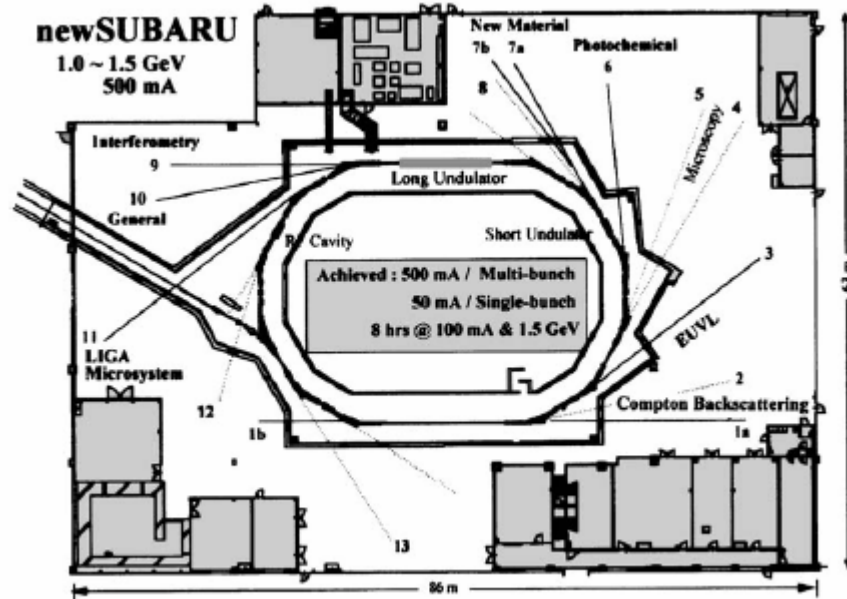 newSUBARU
1.0 ~ 1.5 GeV
500 mA
New Material
7b 7a
Photochemical
6
8
5
4
Microscopy
Interferometry
9
10
General
Long Undulator
Cavity
Short Undulator
3
Achieved : 500 mA / Multi-bunch
50 mA / Single-bunch
8 hrs @ 100 mA & 1.5 GeV
EUVL
11
LIGA
Microsystem
2
12
Compton Backscattering
1b
1a
13
86 m